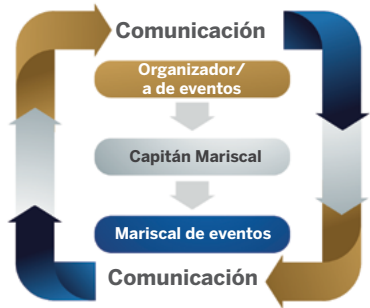 Comunicación
Organizador/
a de eventos
Capitán Mariscal
Mariscal de eventos
Comunicación